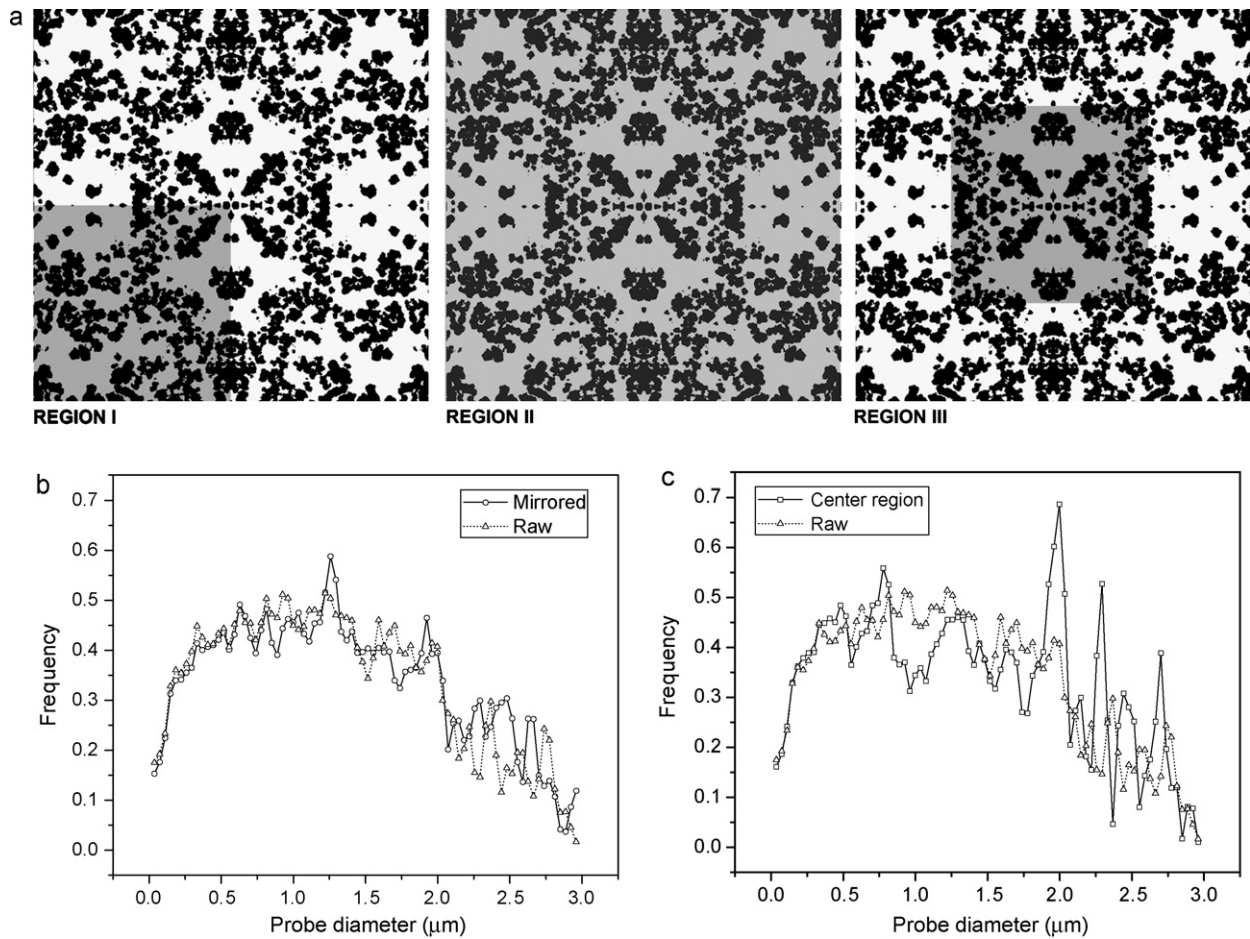 a
REGION I
REGION II
REGION III
b
Mirrored
Raw
Frequency
0.7
0.6
0.5
0.4
0.3
0.2
0.1
0.0
0.0 0.5 1.0 1.5 2.0 2.5 3.0
Probe diameter (μm)
c
Center region
Raw
Frequency
0.7
0.6
0.5
0.4
0.3
0.2
0.1
0.0
0.0 0.5 1.0 1.5 2.0 2.5 3.0
Probe diameter (μm)